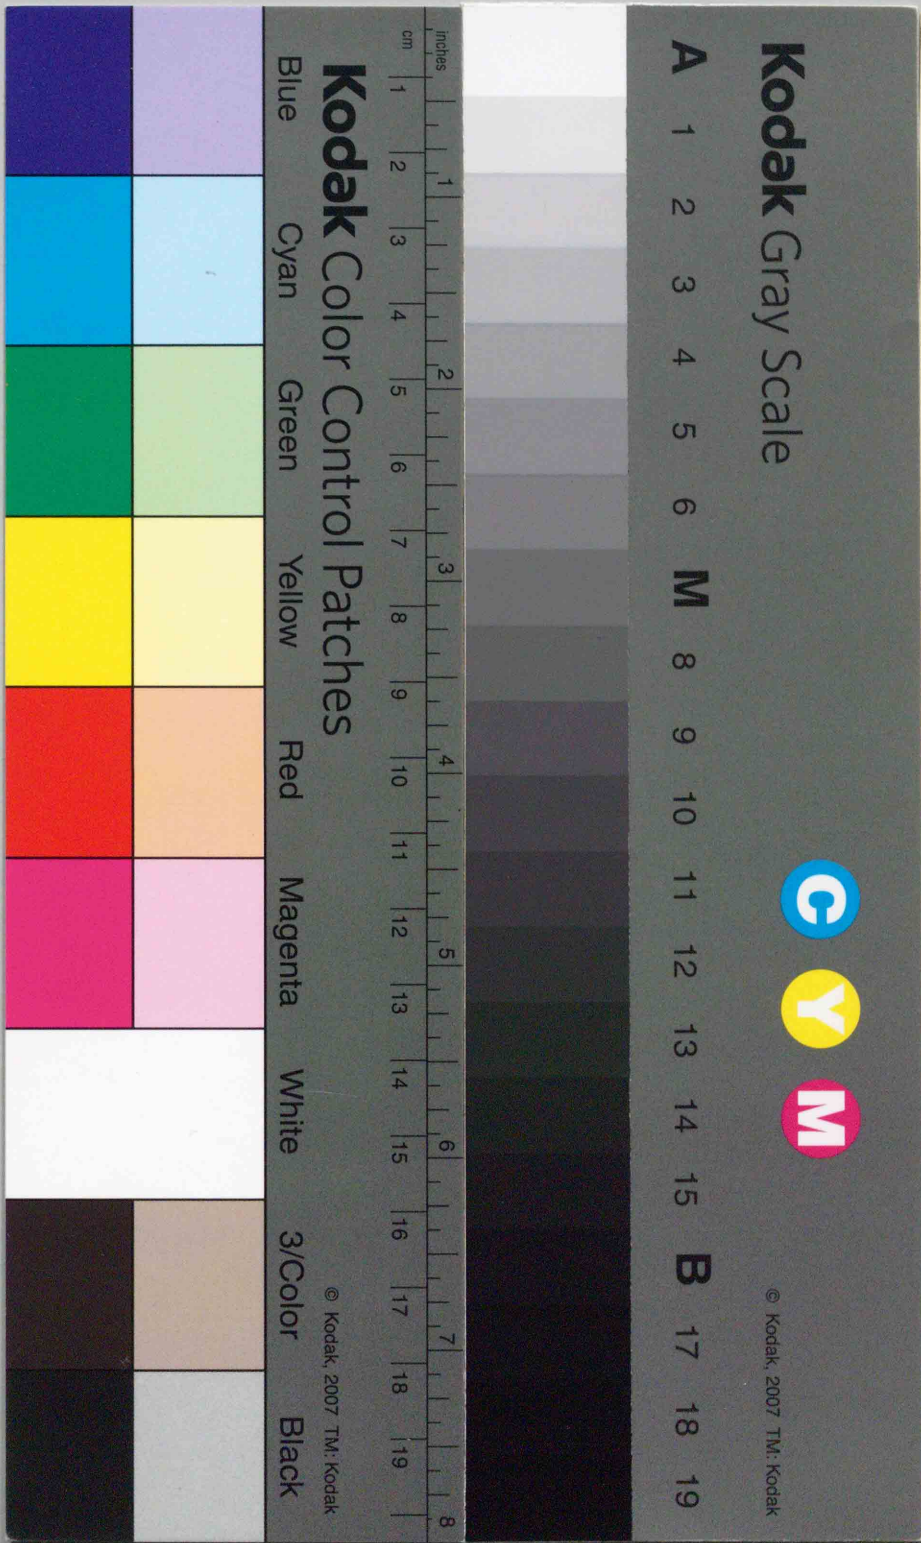 Kodak Gray Scale
C Y M
© Kodak, 2007 TM: Kodak
A 1 2 3 4 5 6 M 8 9 10 11 12 13 14 15 B 17 18 19
inches 1 2 3 4 5 6 7 8
cm 1 2 3 4 5 6 7 8 9 10 11 12 13 14 15 16 17 18 19
Kodak Color Control Patches
© Kodak, 2007 TM: Kodak
Blue Cyan Green Yellow Red Magenta White 3/Color Black